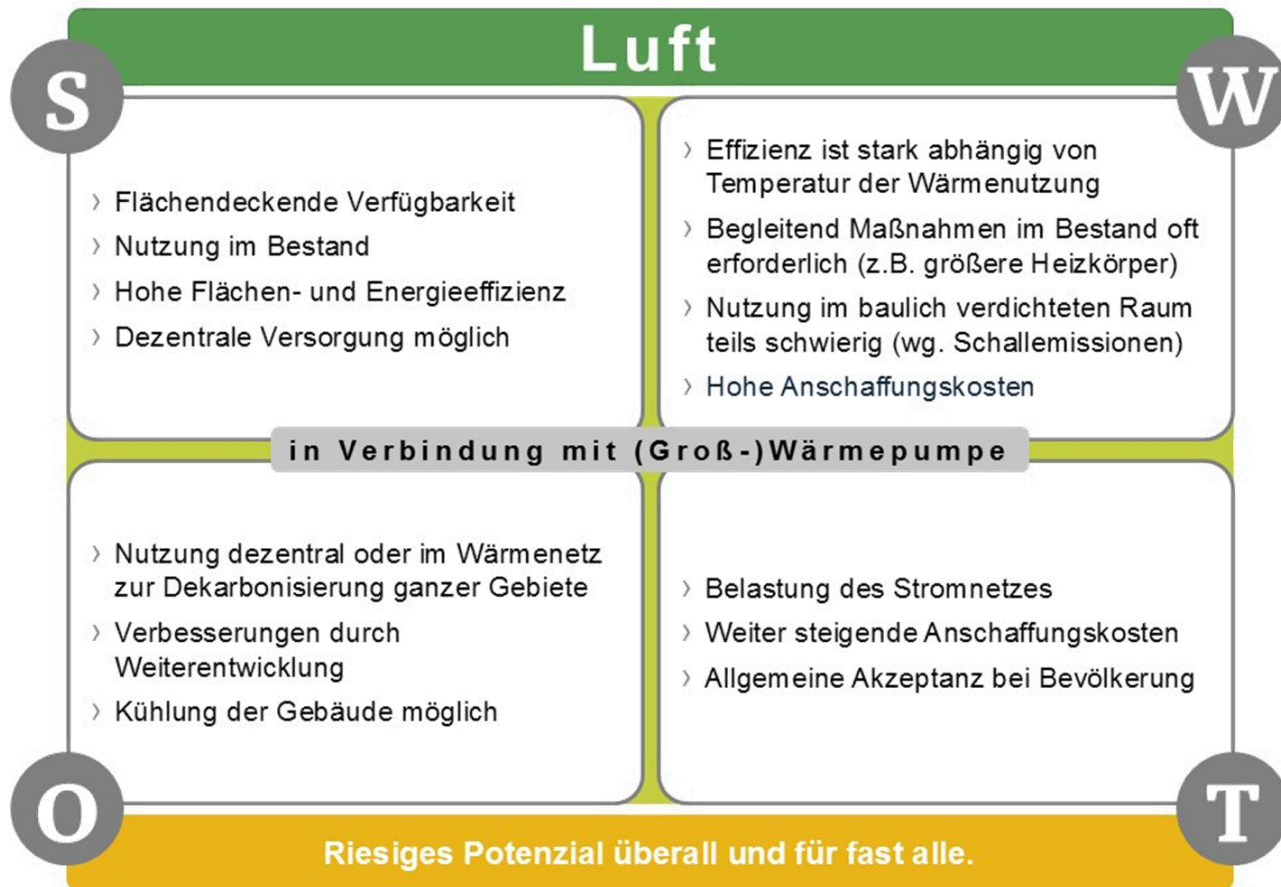 Luft
S
W
› Flächendeckende Verfügbarkeit
› Nutzung im Bestand
› Hohe Flächen- und Energieeffizienz
› Dezentrale Versorgung möglich
› Effizienz ist stark abhängig von
Temperatur der Wärmenutzung
› Begleitend Maßnahmen im Bestand oft
erforderlich (z.B. größere Heizkörper)
› Nutzung im baulich verdichteten Raum
teils schwierig (wg. Schallemissionen)
› Hohe Anschaffungskosten
in Verbindung mit (Groß-)Wärmepumpe
› Nutzung dezentral oder im Wärmenetz
zur Dekarbonisierung ganzer Gebiete
› Verbesserungen durch
Weiterentwicklung
› Kühlung der Gebäude möglich
› Belastung des Stromnetzes
› Weiter steigende Anschaffungskosten
› Allgemeine Akzeptanz bei Bevölkerung
O
T
Riesiges Potenzial überall und für fast alle.